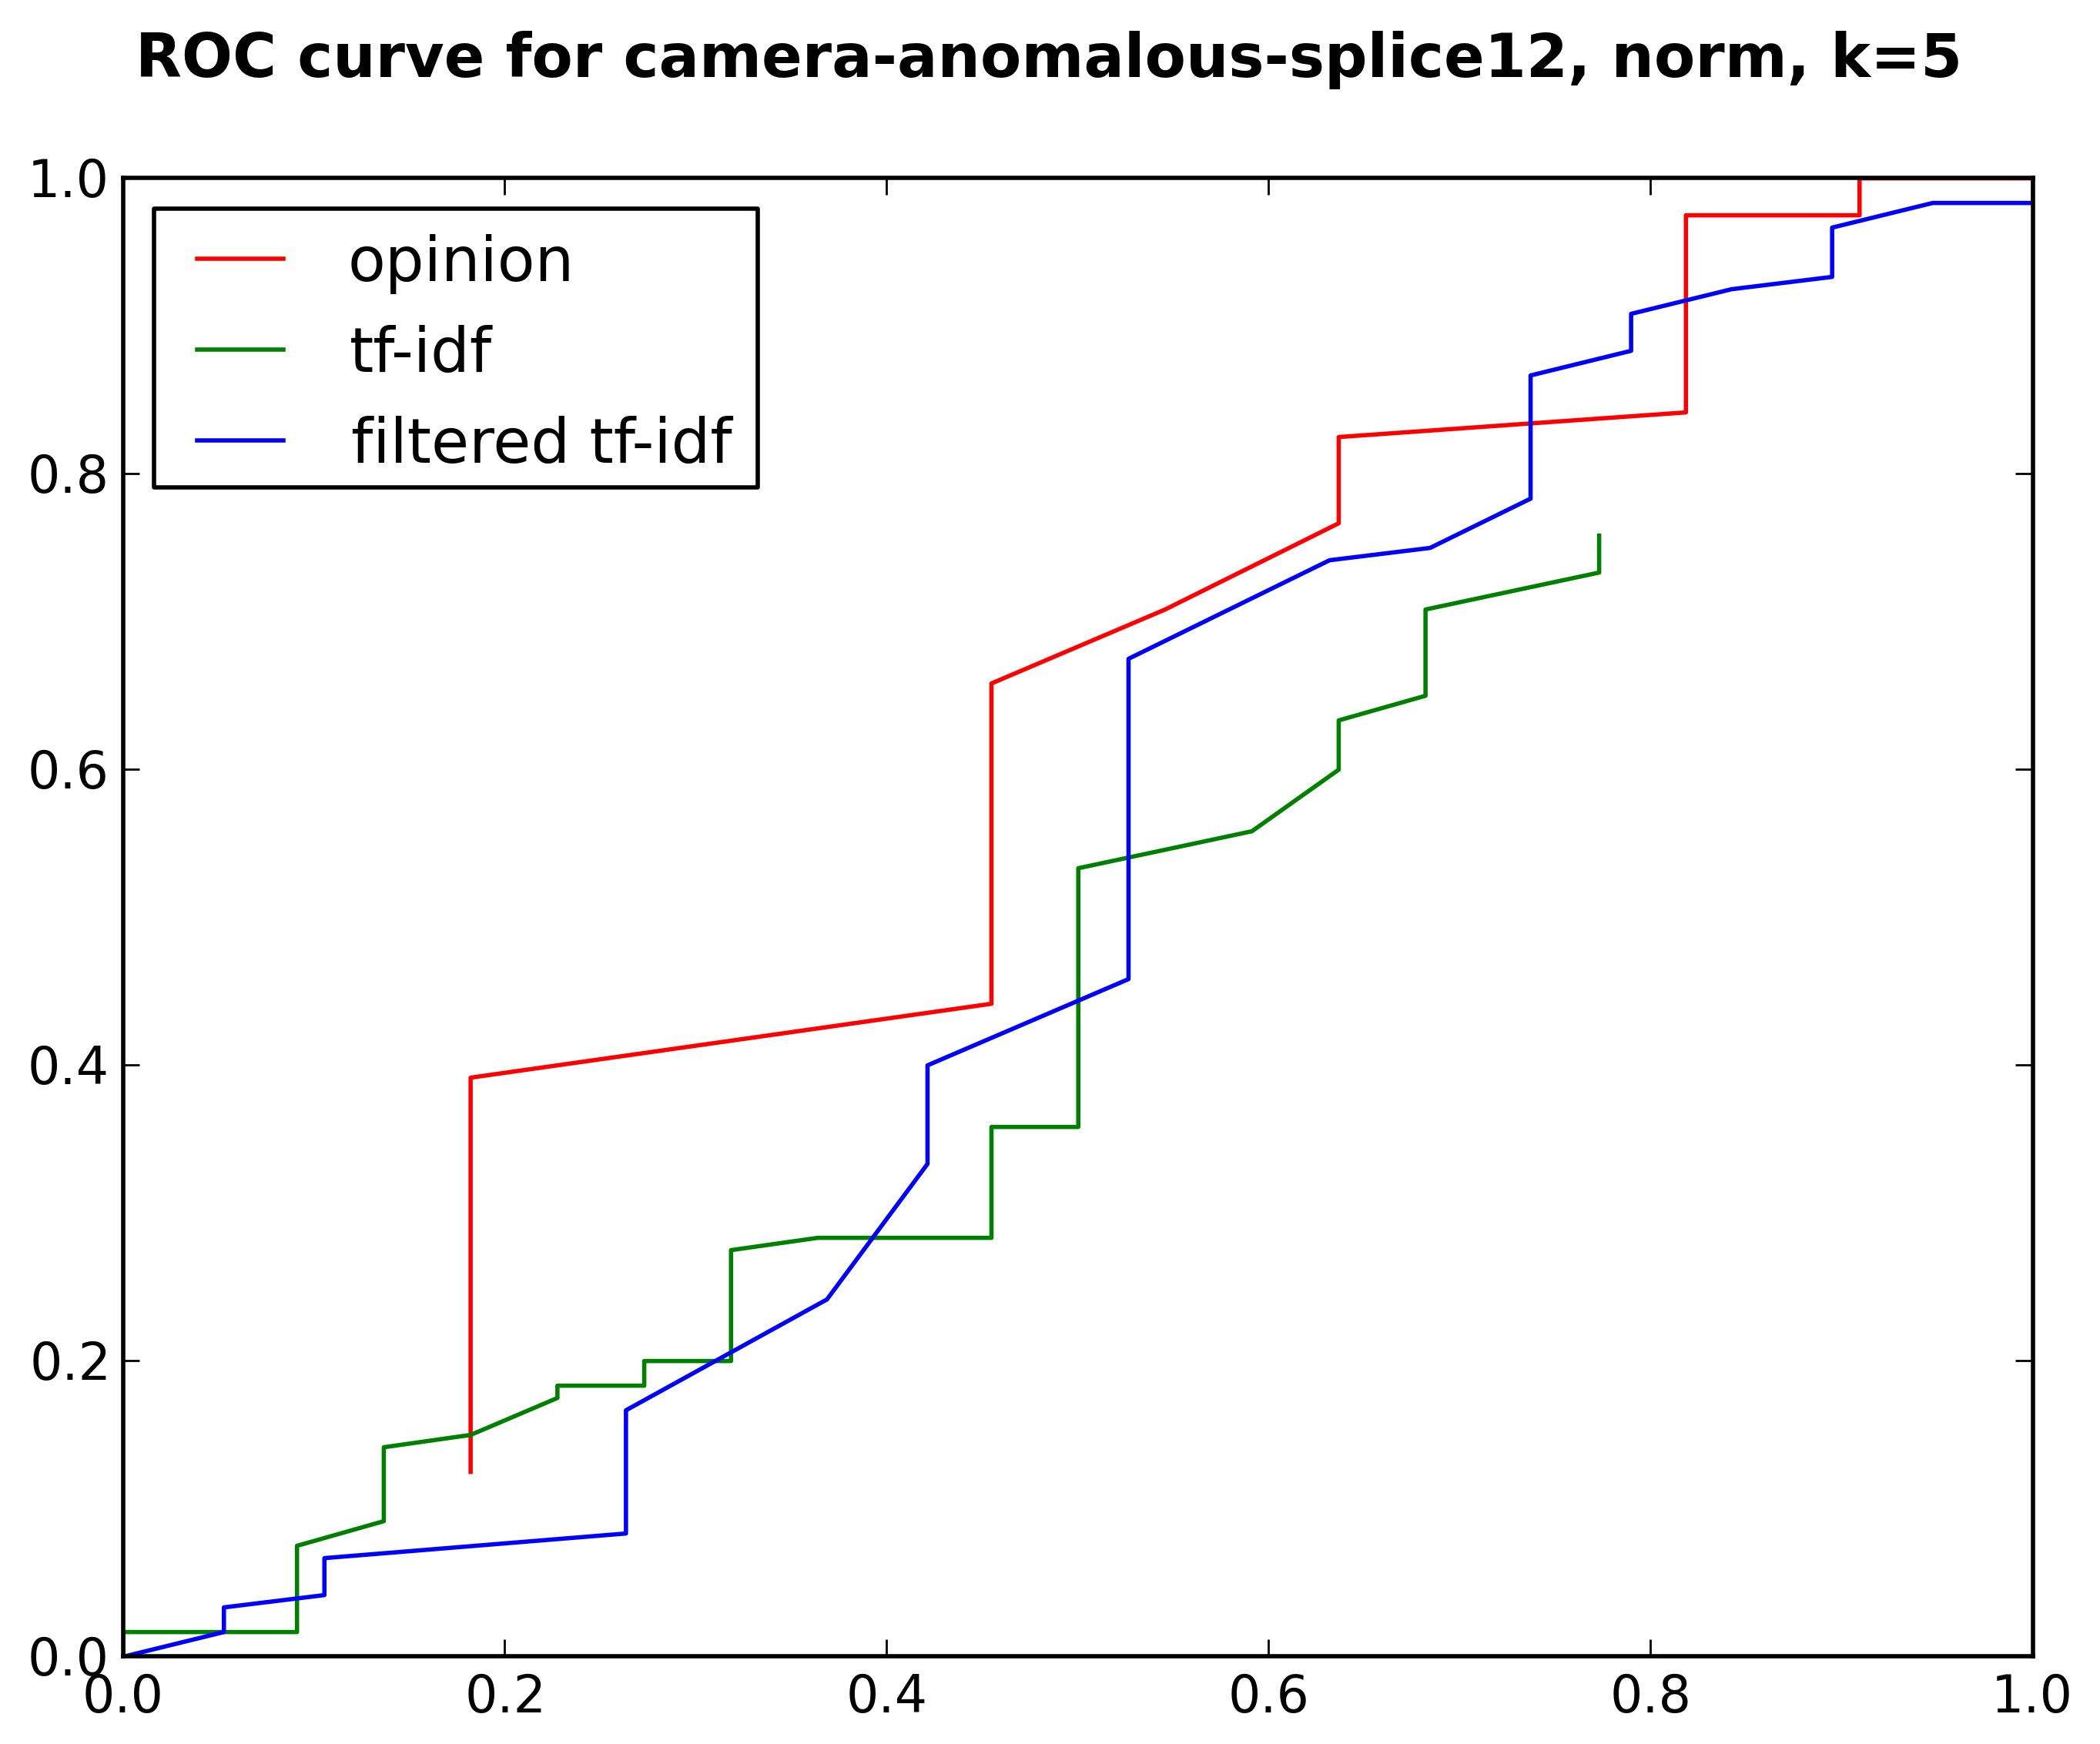 ROC curve for camera-anomalous-splice12, norm, k=5
1.0
opinion
tf-idf
filtered tf-idf
0.8
0.6
0.4
0.2
0.0
0.0 0.2 0.4 0.6 0.8 1.0